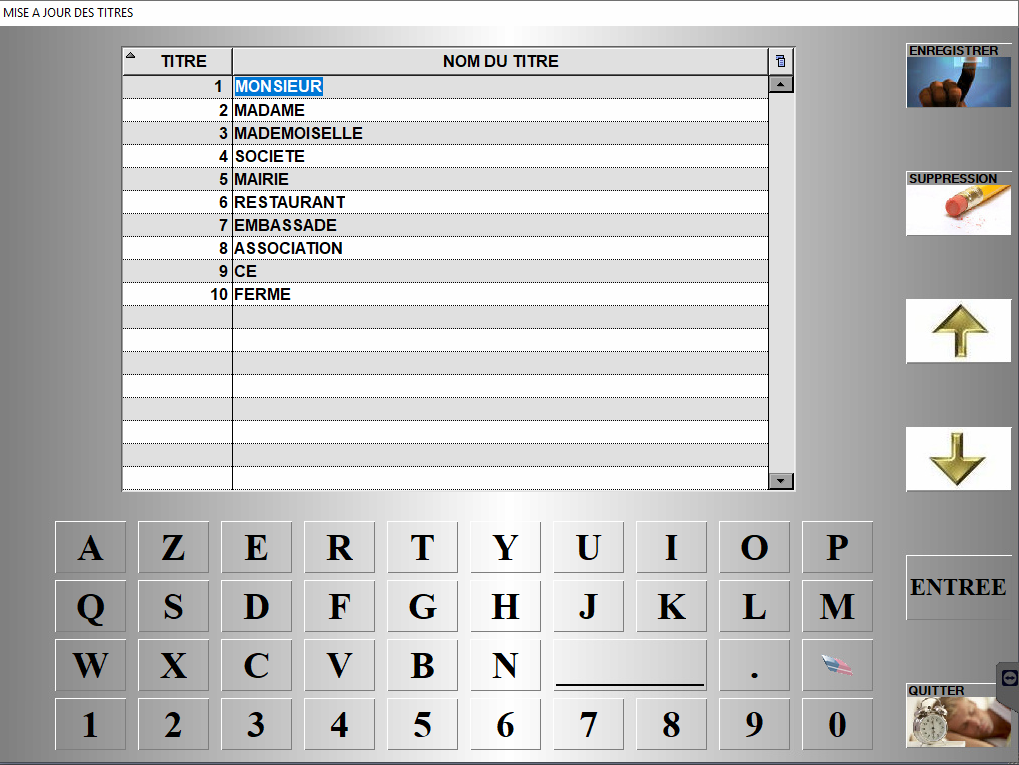 MISE A JOUR DES TITRES
TITRE NOM DU TITRE
1 MONSIEUR
2 MADAME
3 MADEMOISELLE
4 SOCIETE
5 MAIRIE
6 RESTAURANT
7 EMBASSADE
8 ASSOCIATION
9 CE
10 FERME
ENREGISTRER
SUPPRESSION
A Z E R T Y U I O P
Q S D F G H J K L M
W X C V B N .
1 2 3 4 5 6 7 8 9 0
ENTREE
QUITTER